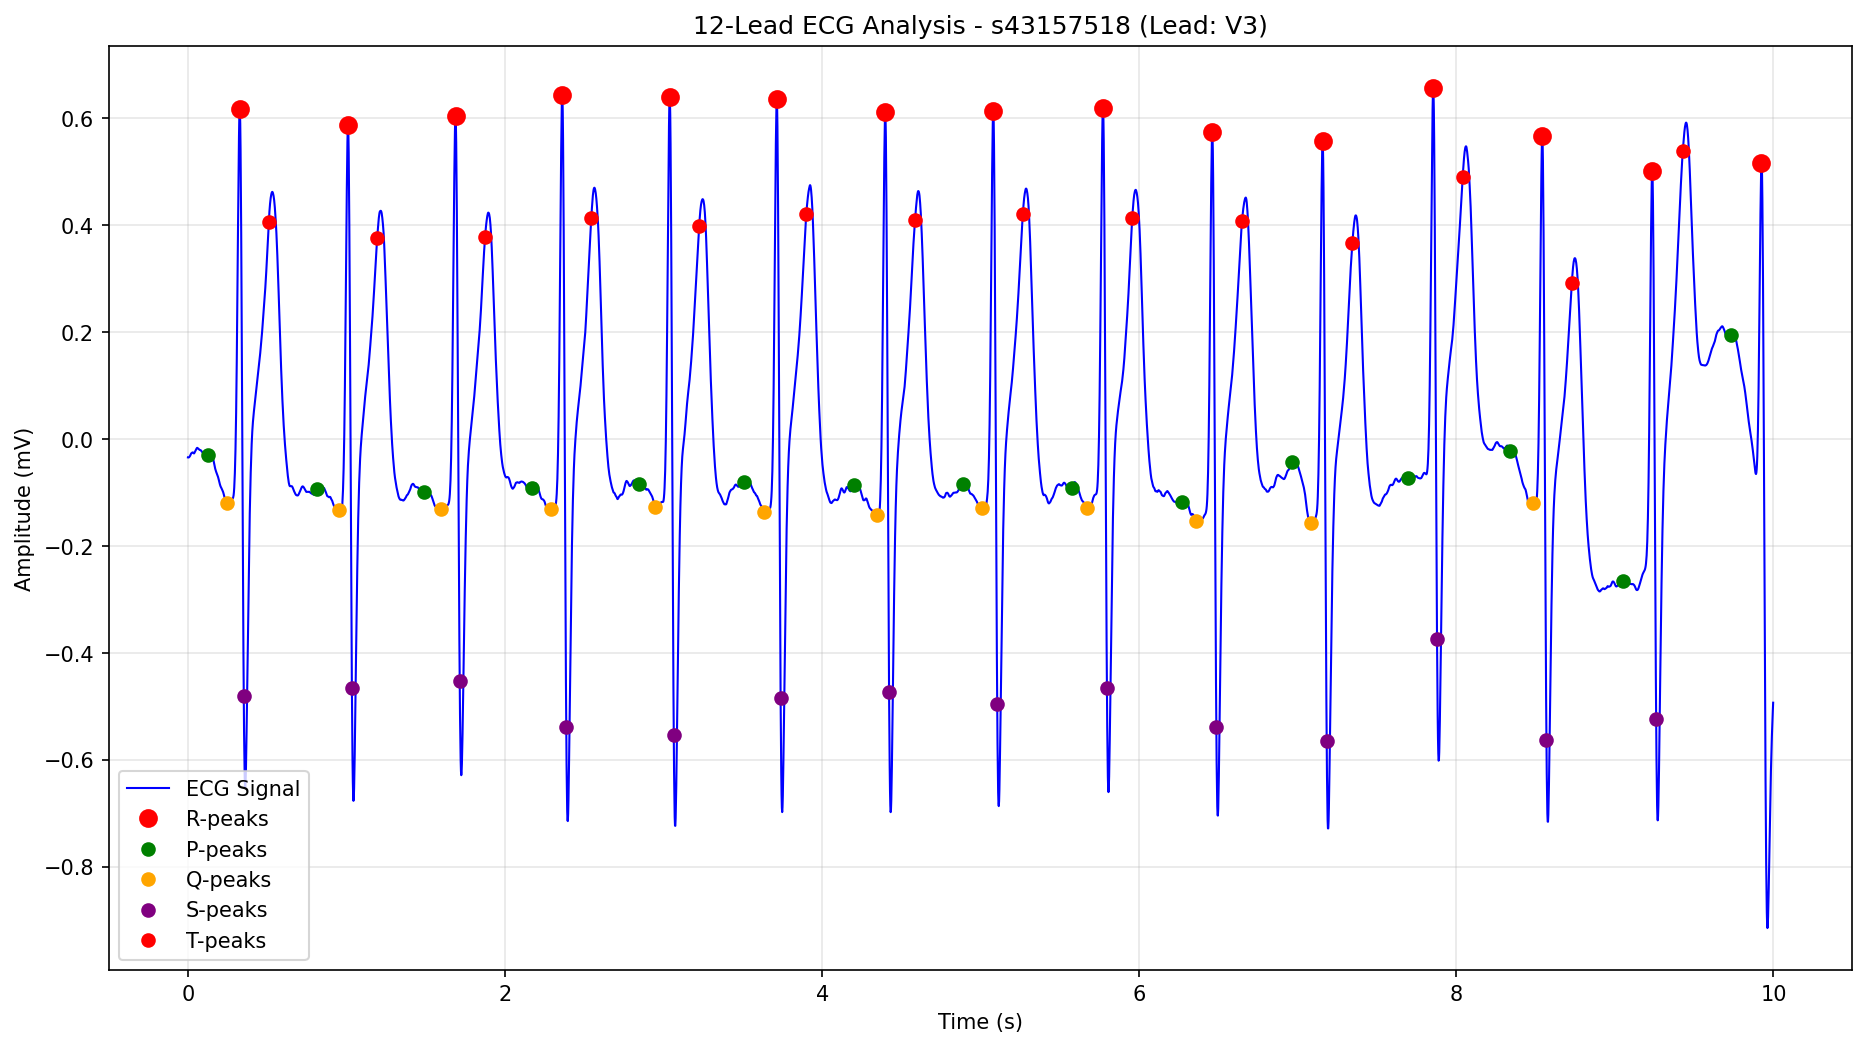 12-Lead ECG Analysis - s43157518 (Lead: V3)
Amplitude (mV)
0.6
0.4
0.2
0.0
−0.2
−0.4
−0.6
−0.8
ECG Signal
R-peaks
P-peaks
Q-peaks
S-peaks
T-peaks
0 2 4 6 8 10
Time (s)